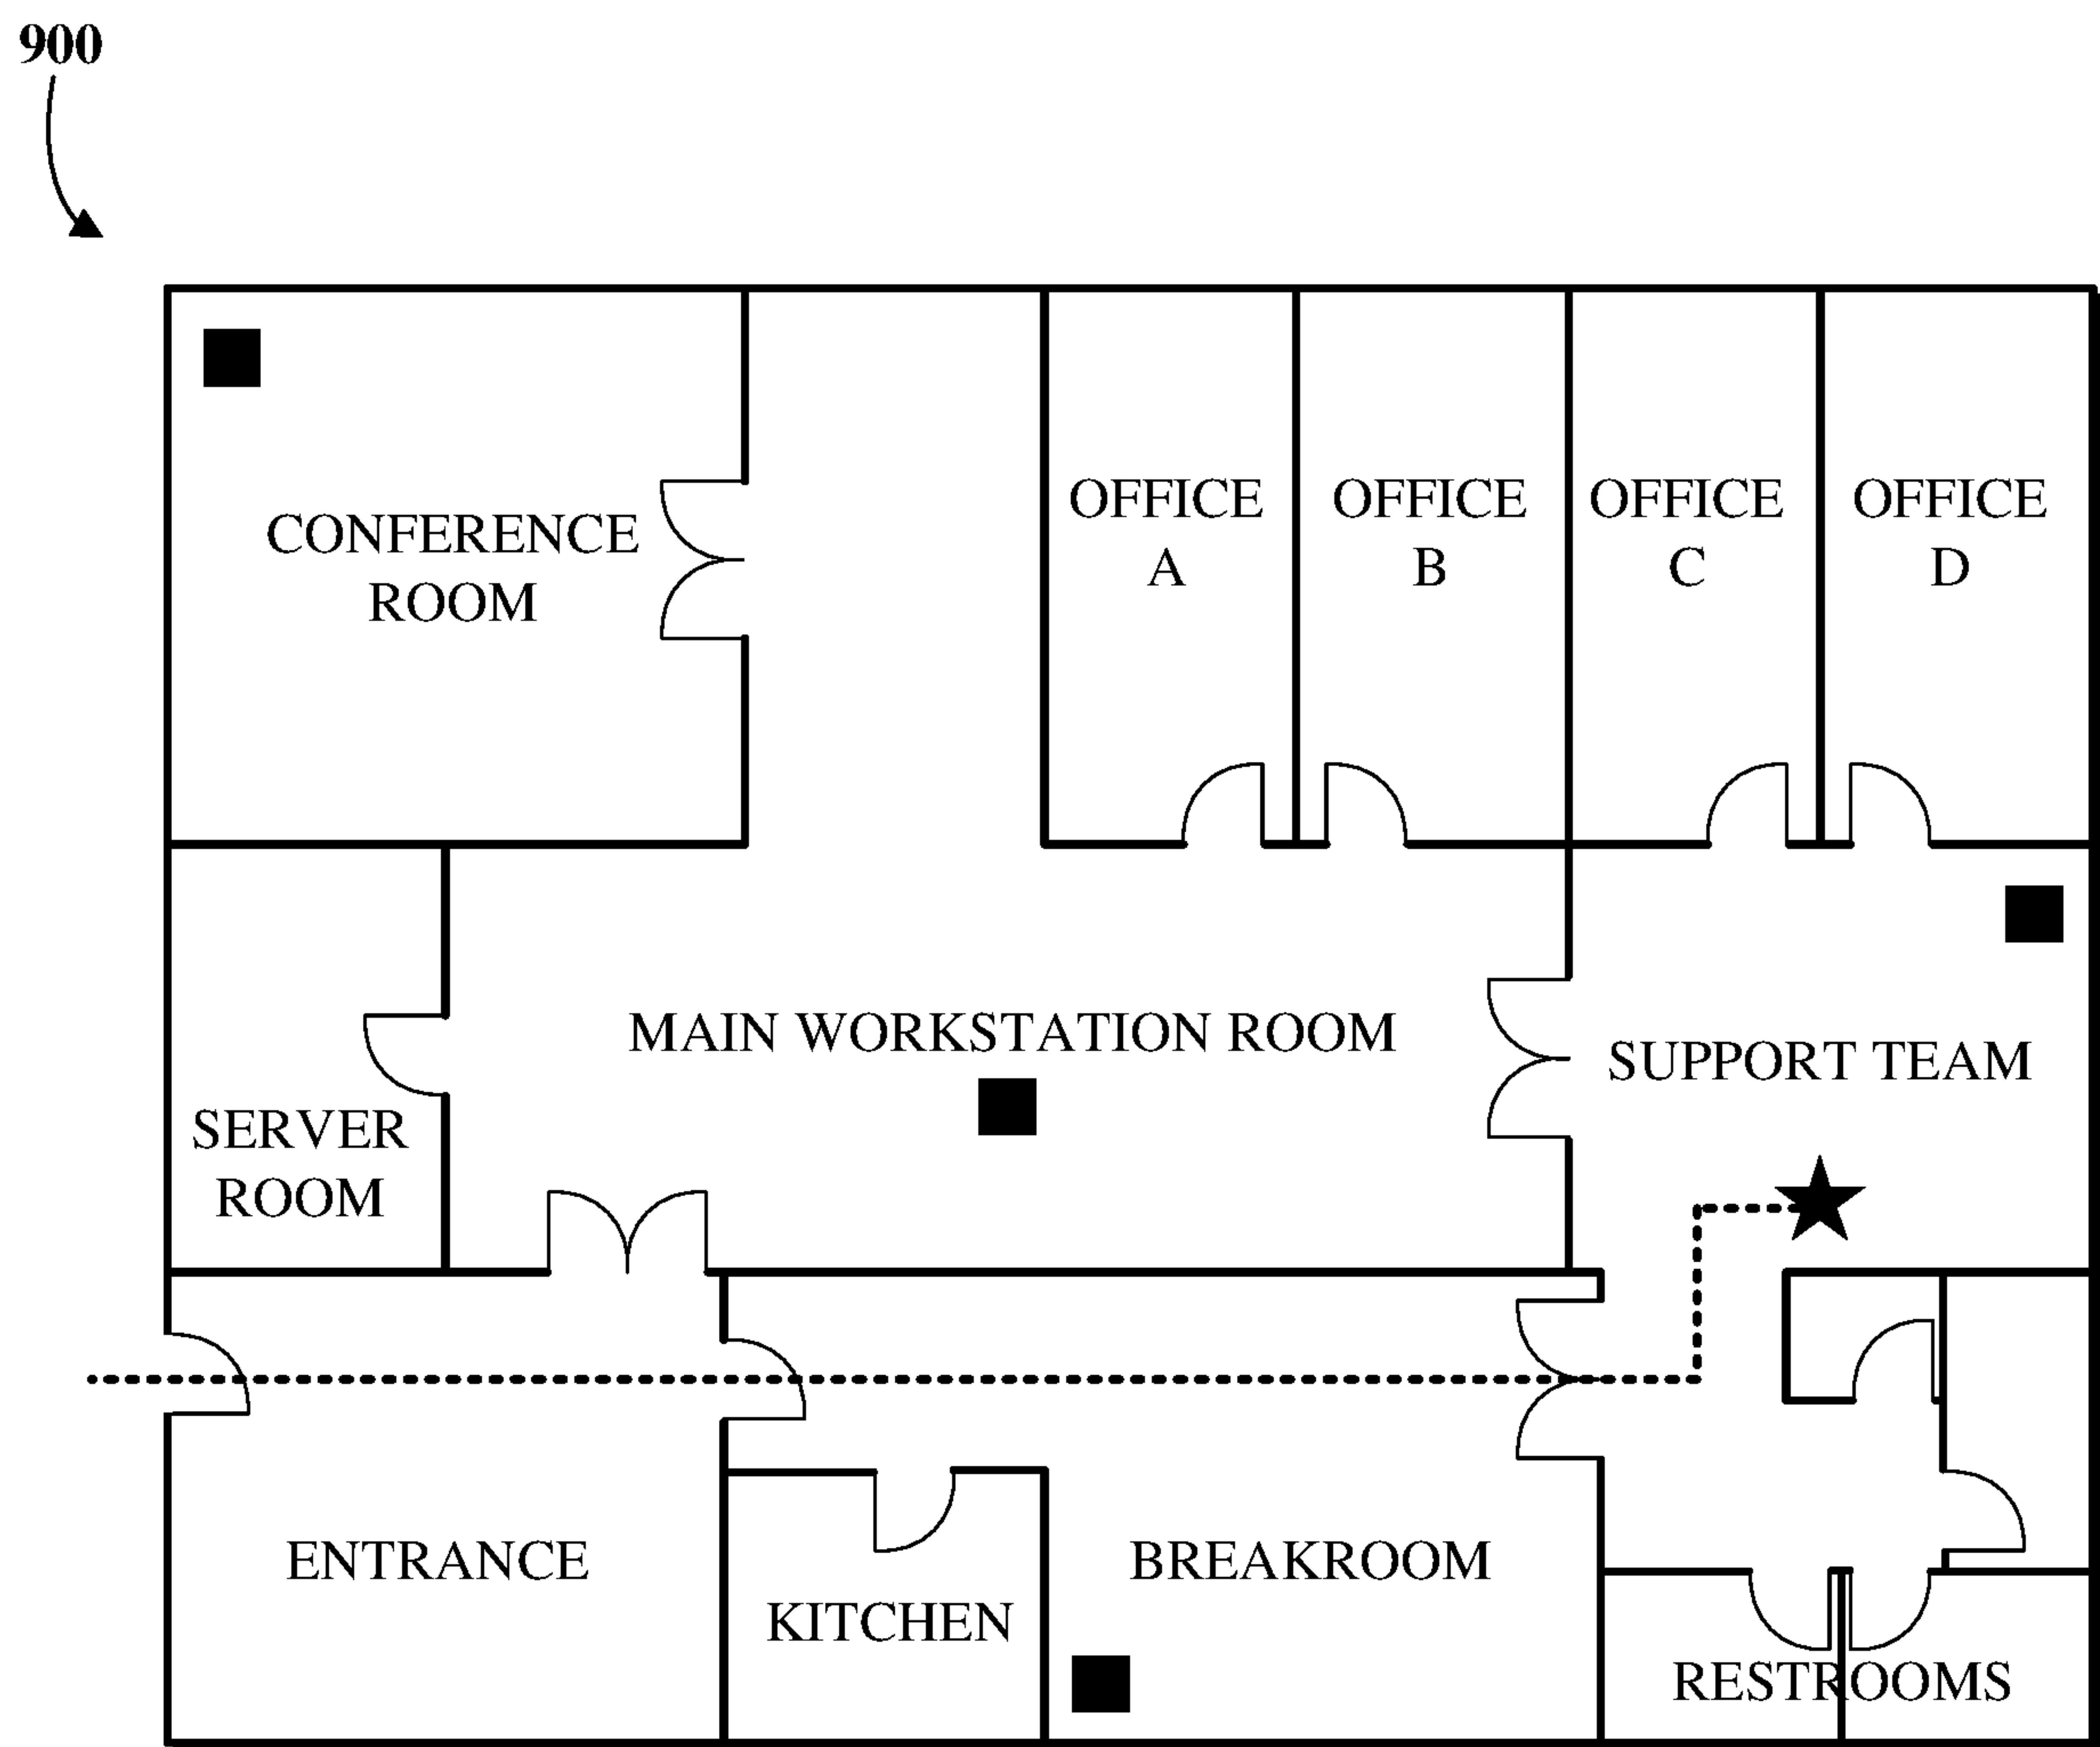 900
CONFERENCE
ROOM
OFFICE
A
OFFICE
B
OFFICE
C
OFFICE
D
MAIN WORKSTATION ROOM
SUPPORT TEAM
SERVER
ROOM
ENTRANCE
KITCHEN
BREAKROOM
RESTROOMS